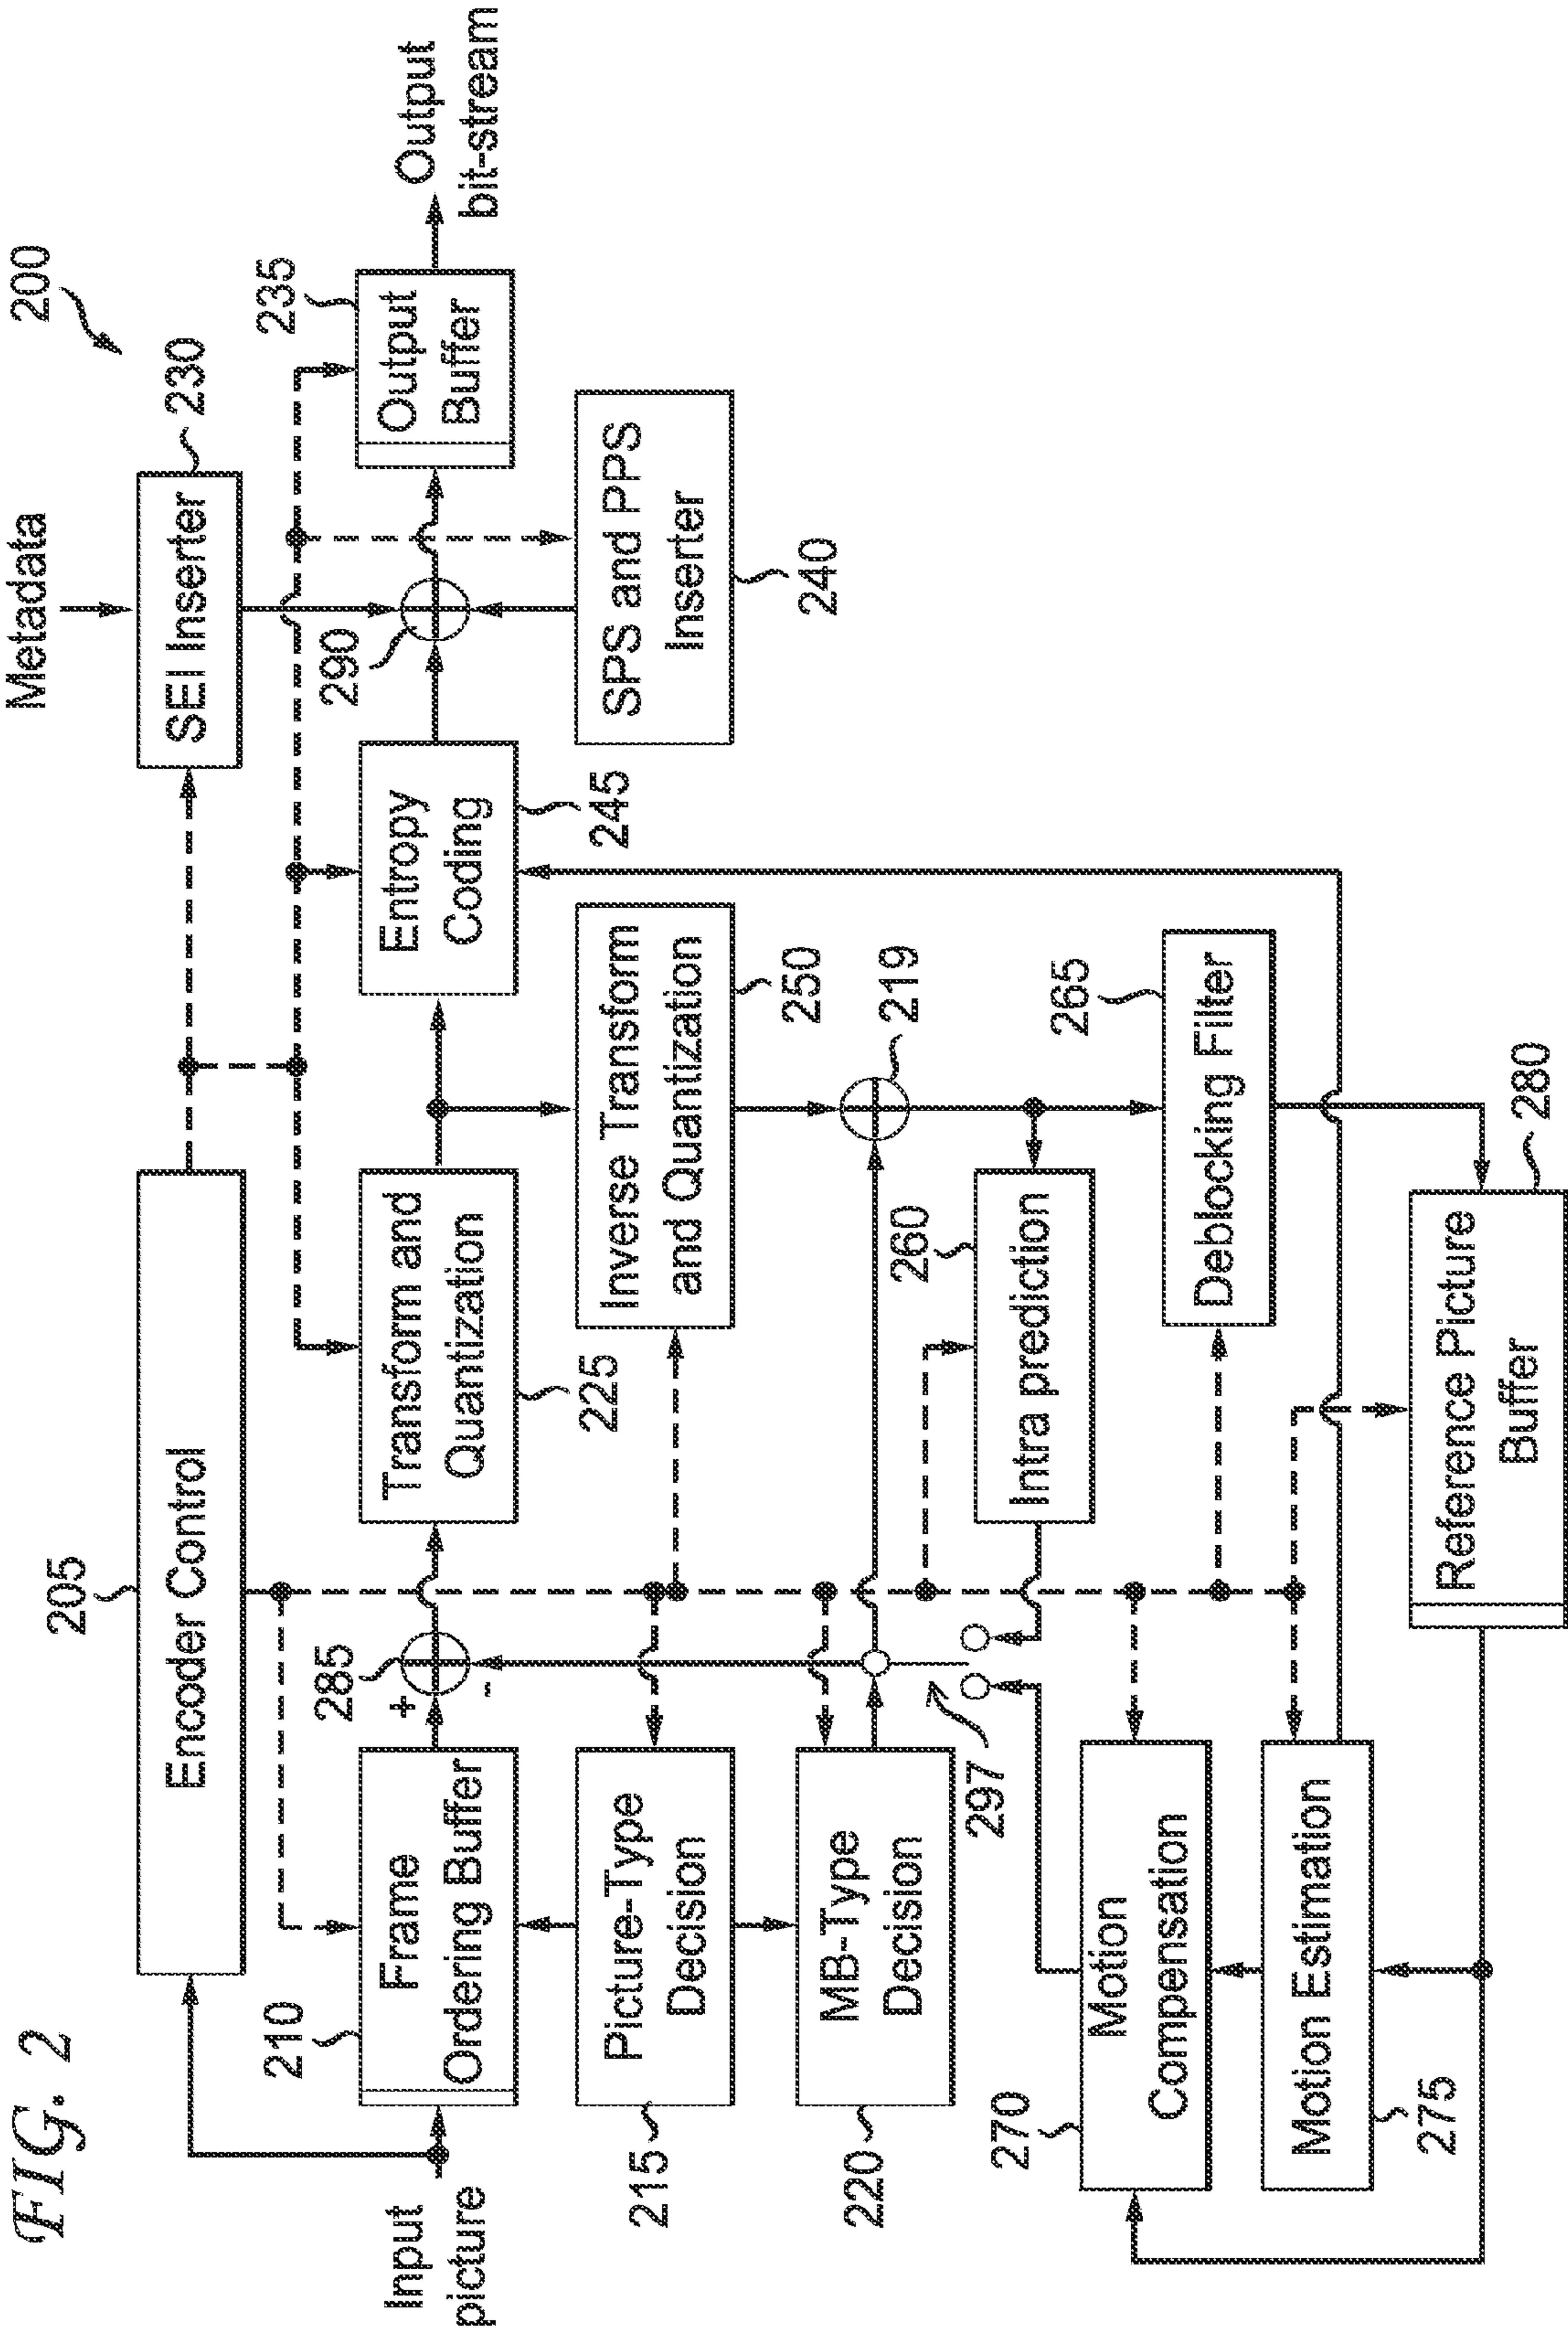 FIG. 2
200
Metadata
205
Encoder Control
SEI Inserter
230
Input
picture
210
Frame
Ordering Buffer
285
+
-
Transform and
Quantization
225
Entropy
Coding
245
290
Output
Buffer
235
Output
bit-stream
215
Picture-Type
Decision
Inverse Transform
and Quantization
250
SPS and PPS
Inserter
240
220
MB-Type
Decision
219
297
260
Intra prediction
270
Motion
Compensation
265
Deblocking Filter
Motion Estimation
275
Reference Picture
Buffer
280